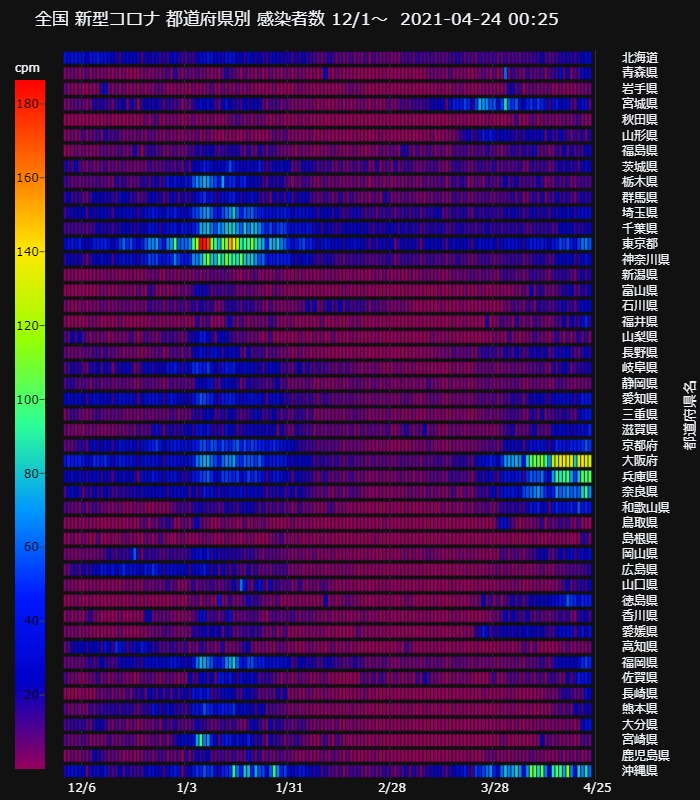 全国 新型コロナ 都道府県別 感染者数 12/1～ 2021-04-24 00:25
cpm
180
160
140
120
100
80
60
40
20
北海道
青森県
岩手県
宮城県
秋田県
山形県
福島県
茨城県
栃木県
群馬県
埼玉県
千葉県
東京都
神奈川県
新潟県
富山県
石川県
福井県
山梨県
長野県
岐阜県
静岡県
愛知県
三重県
滋賀県
京都府
大阪府
兵庫県
奈良県
和歌山県
鳥取県
島根県
岡山県
広島県
山口県
徳島県
香川県
愛媛県
高知県
福岡県
佐賀県
長崎県
熊本県
大分県
宮崎県
鹿児島県
沖縄県
都道府県名
12/6 1/3 1/31 2/28 3/28 4/25